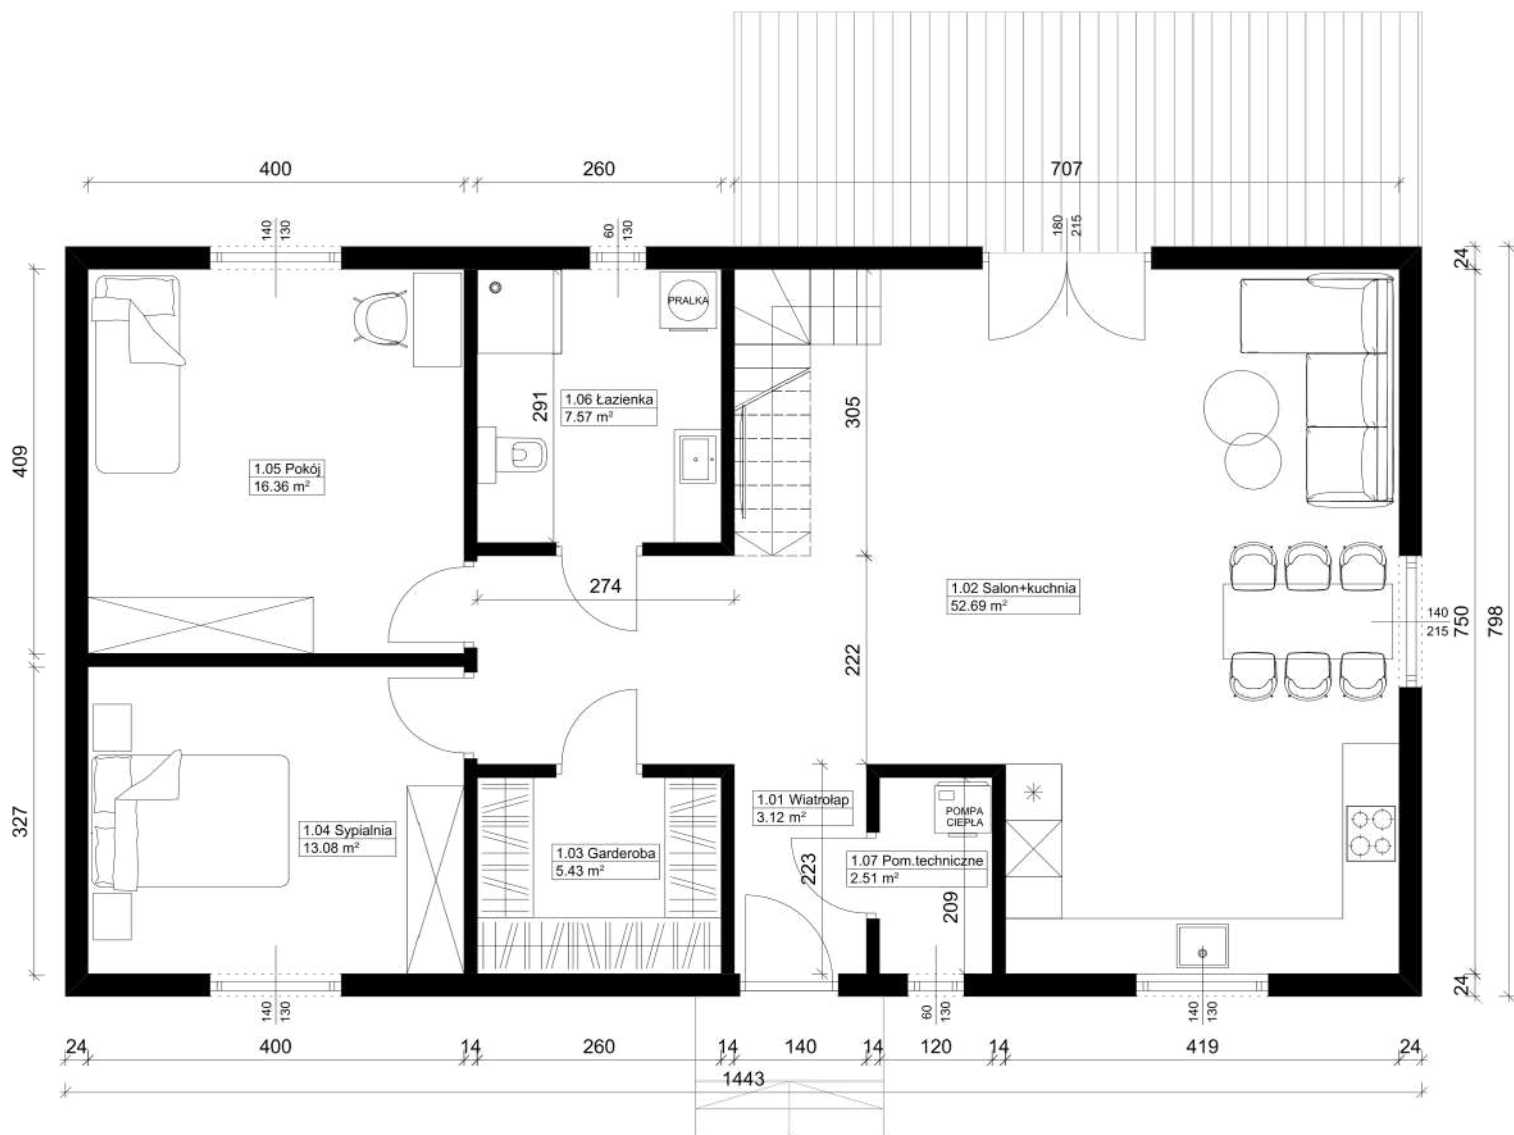 400
260
707
140
130
60
130
180
215
24
PRALKA
1.06 Łazienka
7.57 m²
291
305
409
1.05 Pokój
16.36 m²
274
1.02 Salon+kuchnia
52.69 m²
140
215
750
798
222
327
1.04 Sypialnia
13.08 m²
1.03 Garderoba
5.43 m²
1.01 Wiatrołap
3.12 m²
POMPA
CIEPŁA
223
1.07 Pom.techniczne
2.51 m²
209
24
140
130
60
130
140
130
24
400
14
260
14
140
14
120
14
419
24
1443